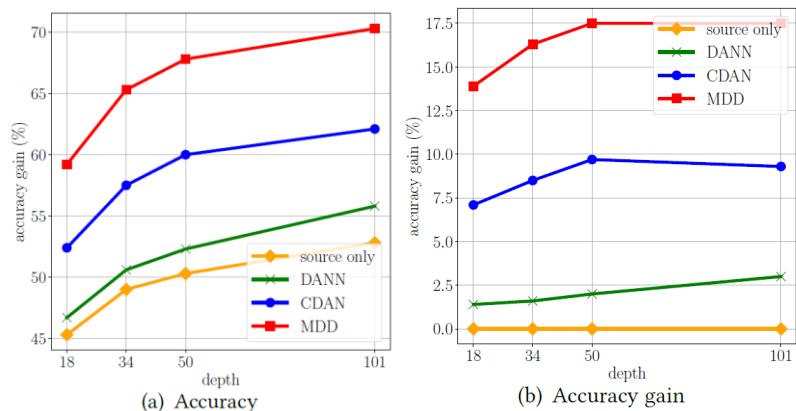 70
65
60
55
50
45
accuracy gain (%)
source only
DANN
CDAN
MDD
18
34
50
101
depth
(a) Accuracy
17.5
15.0
12.5
10.0
7.5
5.0
2.5
0.0
accuracy gain (%)
source only
DANN
CDAN
MDD
18
34
50
101
depth
(b) Accuracy gain